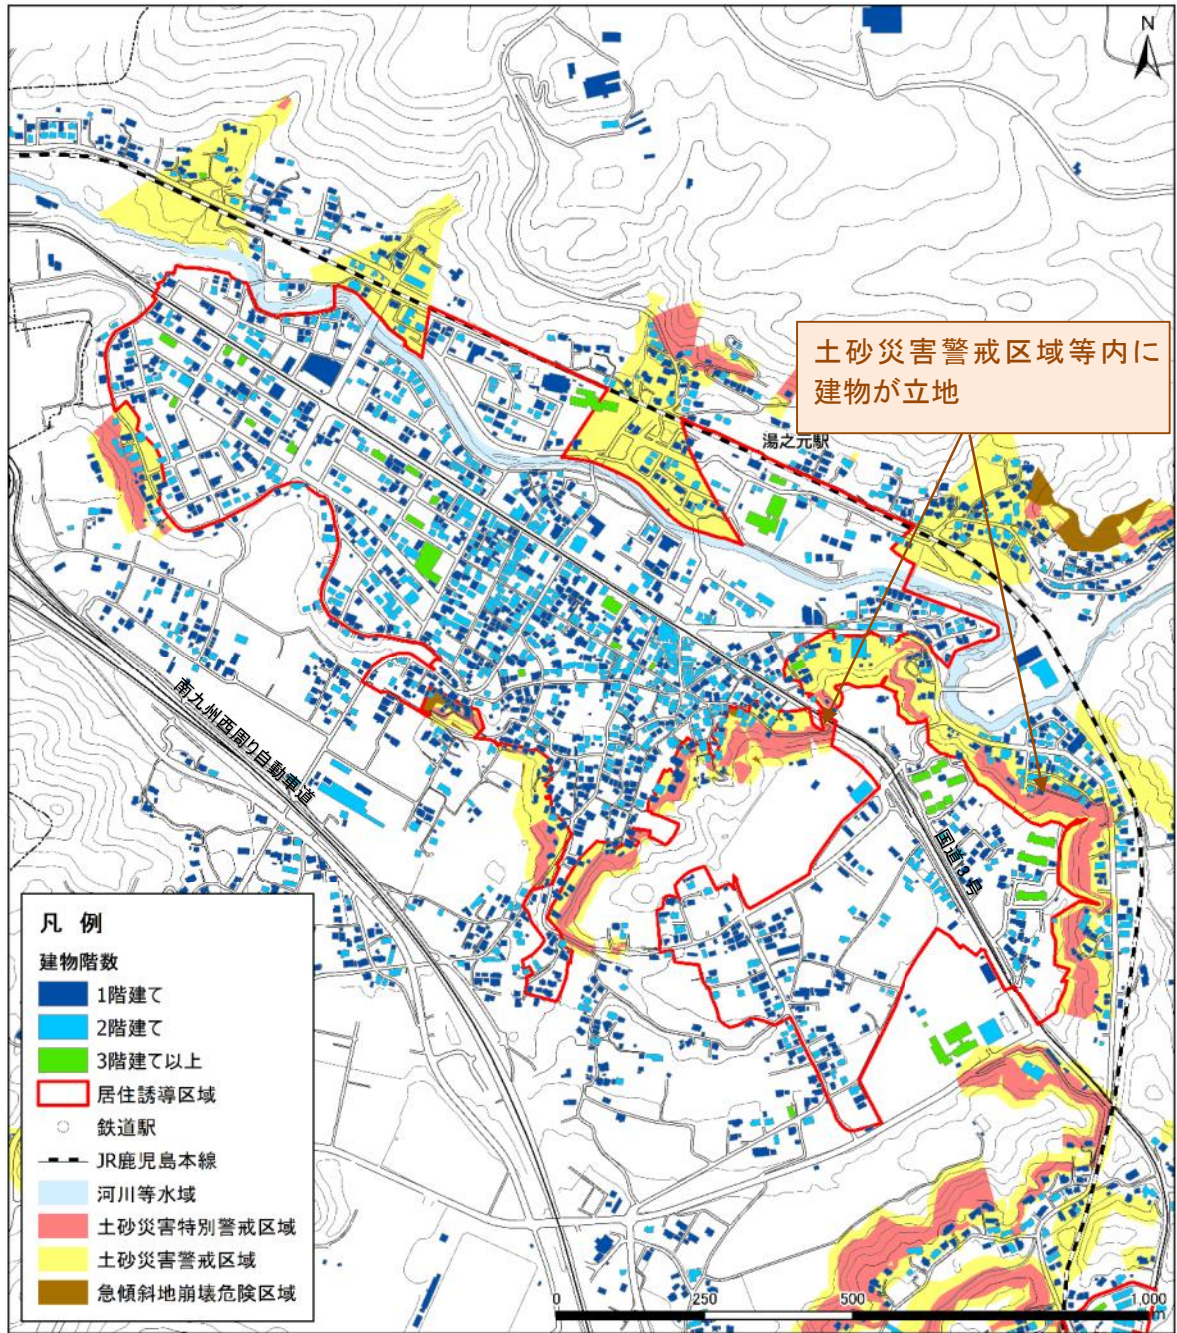 N
土砂災害警戒区域等内に
建物が立地
湯之元駅
南九州西周り自動車道
国道3号
凡 例
建物階数
1階建て
2階建て
3階建て以上
居住誘導区域
鉄道駅
JR鹿児島本線
河川等水域
土砂災害特別警戒区域
土砂災害警戒区域
急傾斜地崩壊危険区域
0 250 500 1,000
m